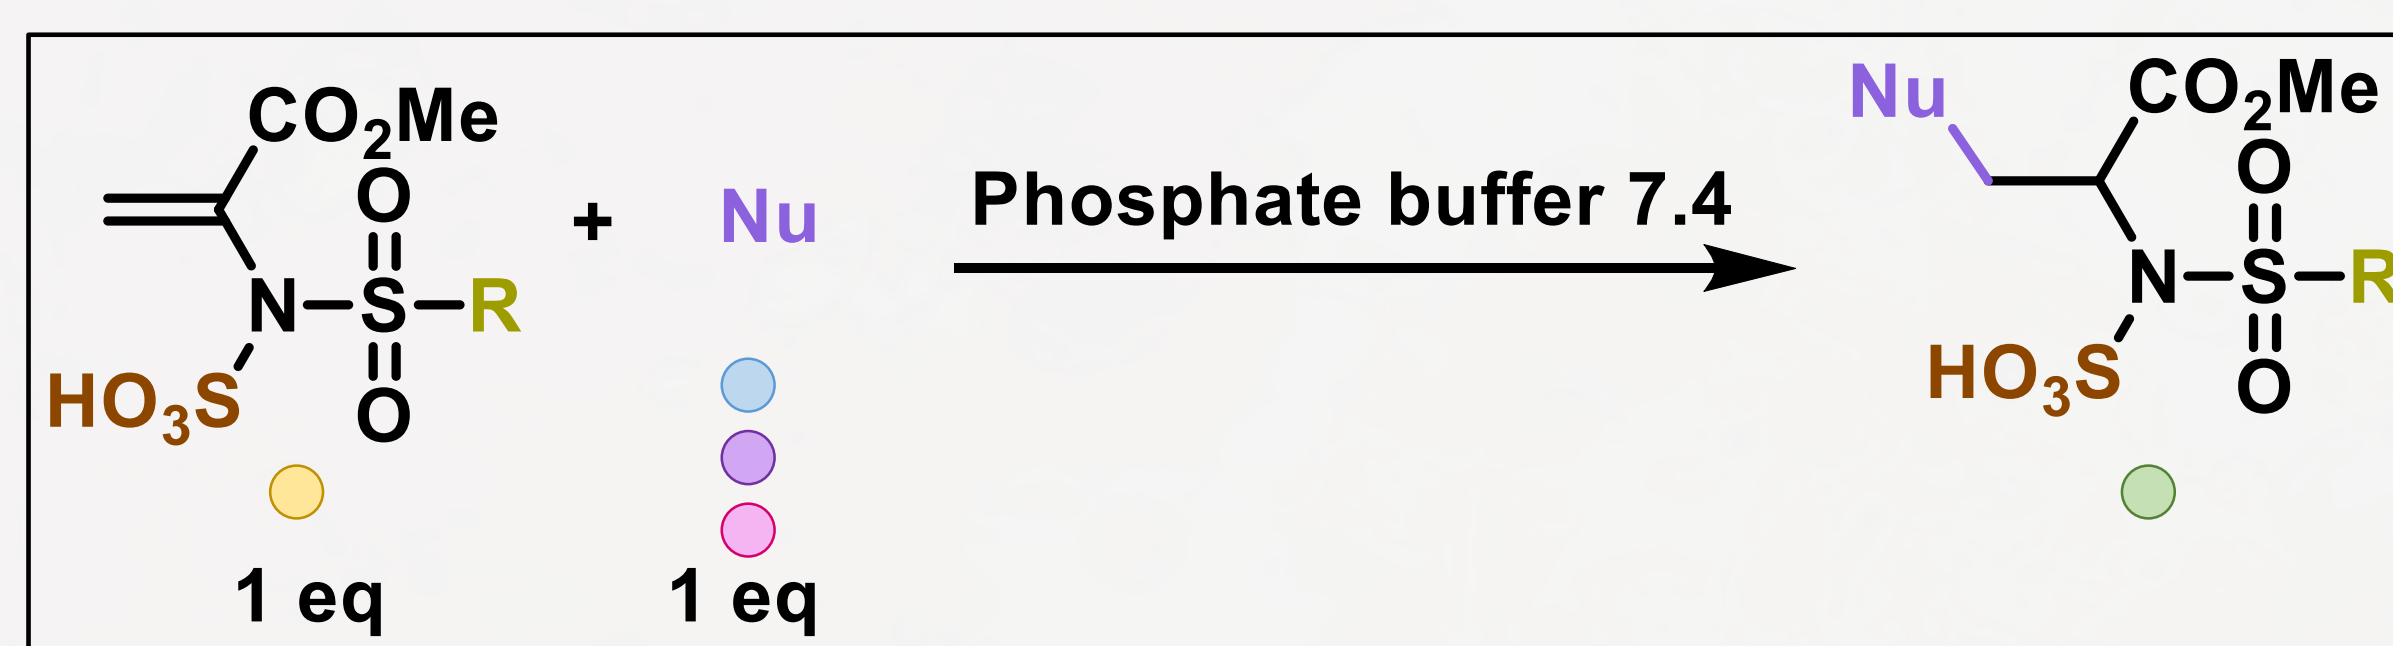 CO2Me
O
N S R
HO3S
O
1 eq
+
Nu
1 eq
Phosphate buffer 7.4
Nu
CO2Me
O
N S R
HO3S
O